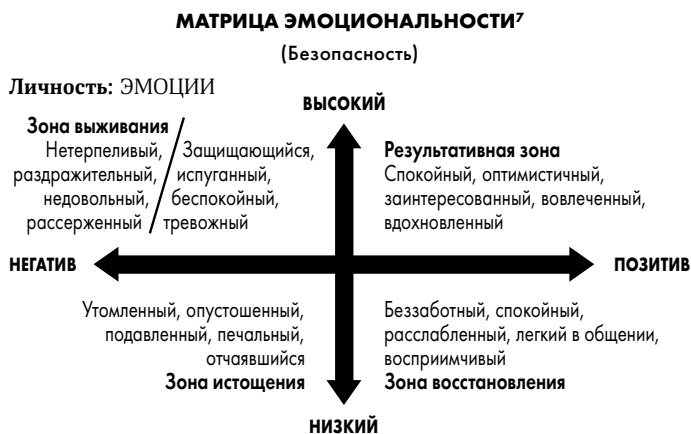 МАТРИЦА ЭМОЦИОНАЛЬНОСТИ⁷
(Безопасность)
Личность: ЭМОЦИИ
ВЫСОКИЙ
Зона выживания
Нетерпеливый,
раздражительный,
недовольный,
рассерженный
Защищающийся,
испуганный,
беспокойный,
тревожный
Результативная зона
Спокойный, оптимистичный,
заинтересованный, вовлеченный,
вдохновленный
НЕГАТИВ
ПОЗИТИВ
Утомленный, опустошенный,
подавленный, печальный,
отчаявшийся
Зона истощения
Беззаботный, спокойный,
расслабленный, легкий в общении,
восприимчивый
Зона восстановления
НИЗКИЙ